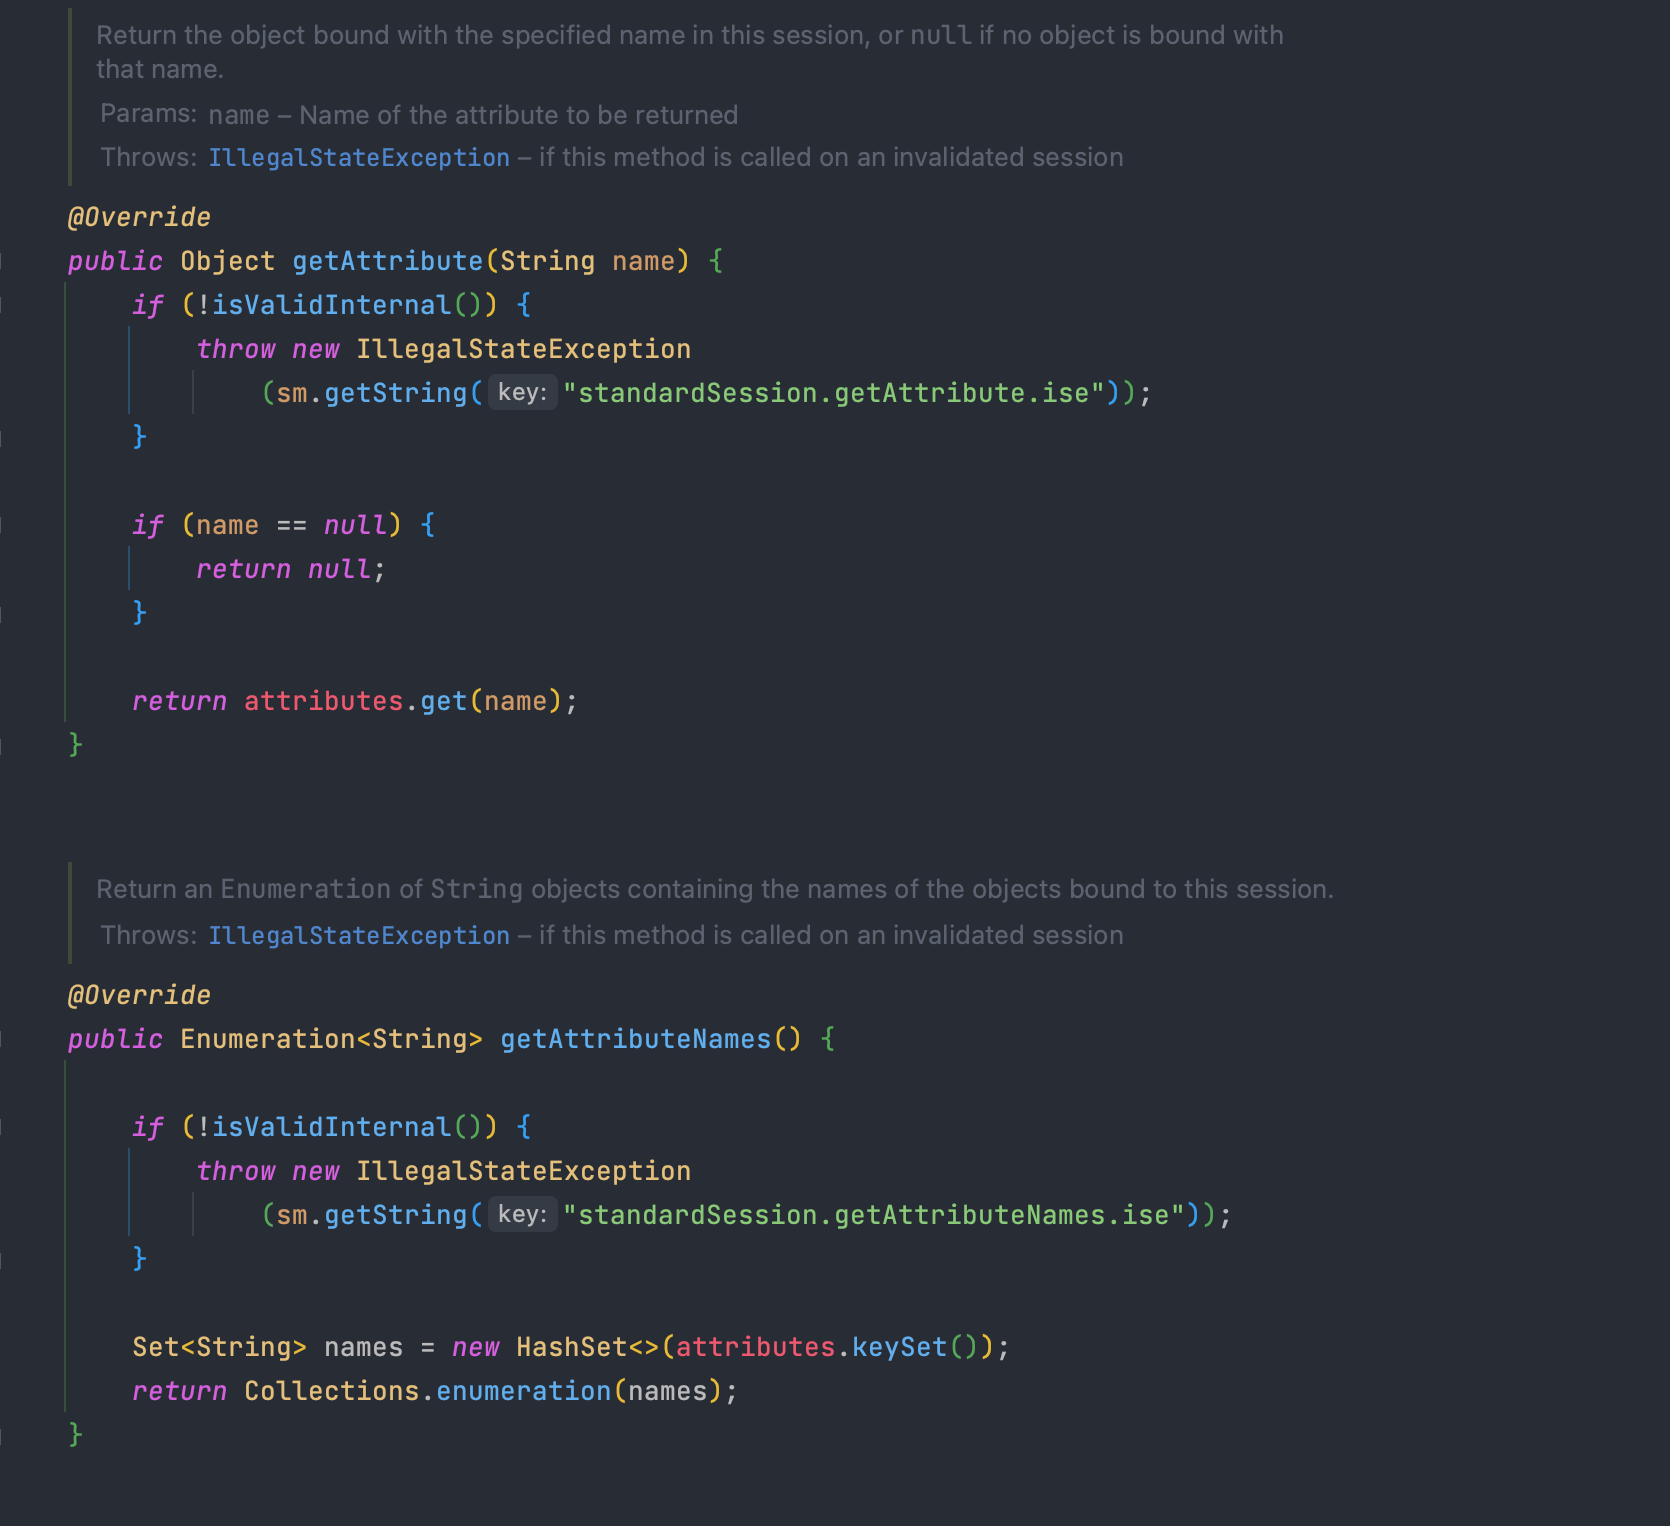 Return the object bound with the specified name in this session, or null if no object is bound with
that name.
Params: name – Name of the attribute to be returned
Throws: IllegalStateException – if this method is called on an invalidated session
@Override
public Object getAttribute(String name) {
if (!isValidInternal()) {
throw new IllegalStateException
(sm.getString( key: "standardSession.getAttribute.ise"));
}
if (name == null) {
return null;
}
return attributes.get(name);
}
Return an Enumeration of String objects containing the names of the objects bound to this session.
Throws: IllegalStateException – if this method is called on an invalidated session
@Override
public Enumeration<String> getAttributeNames() {
if (!isValidInternal()) {
throw new IllegalStateException
(sm.getString( key: "standardSession.getAttributeNames.ise"));
}
Set<String> names = new HashSet<>(attributes.keySet());
return Collections.enumeration(names);
}